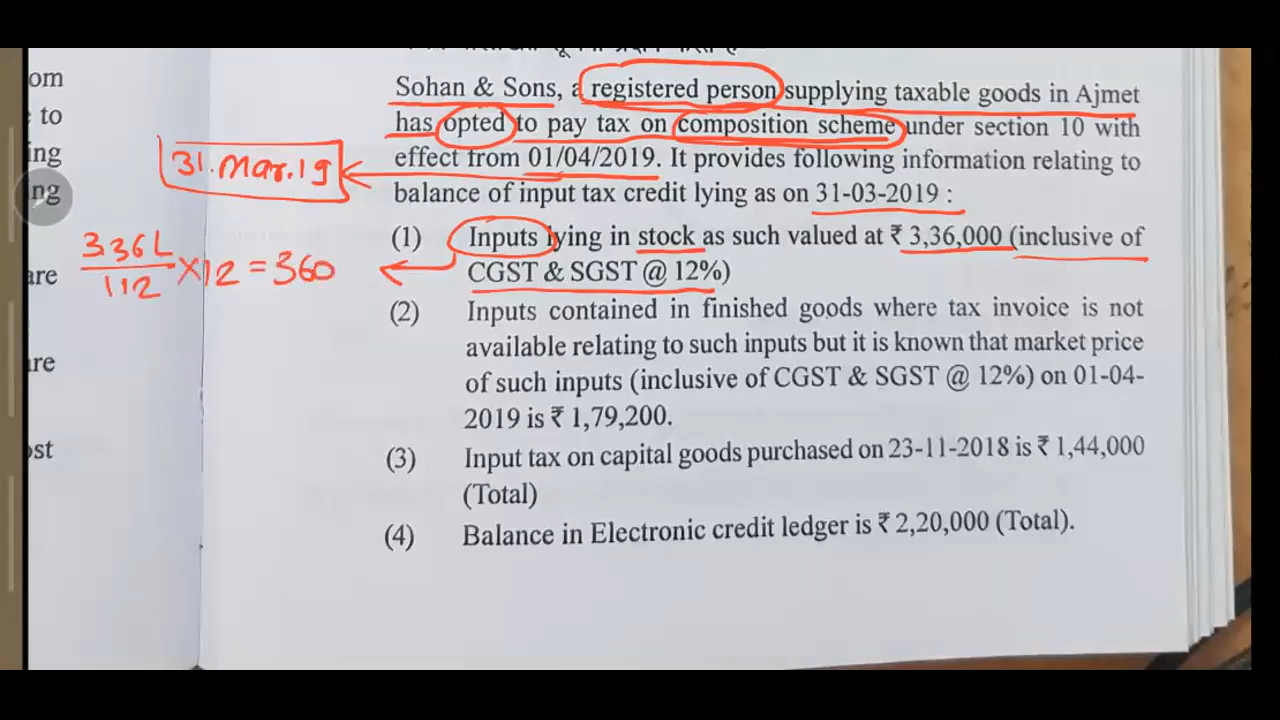 Sohan & Sons, a registered person supplying taxable goods in Ajmet
has opted to pay tax on composition scheme under section 10 with
effect from 01/04/2019. It provides following information relating to
balance of input tax credit lying as on 31-03-2019 :
(1) Inputs lying in stock as such valued at ₹ 3,36,000 (inclusive of
CGST & SGST @ 12%)
(2) Inputs contained in finished goods where tax invoice is not
available relating to such inputs but it is known that market price
of such inputs (inclusive of CGST & SGST @ 12%) on 01-04-
2019 is ₹ 1,79,200.
(3) Input tax on capital goods purchased on 23-11-2018 is ₹ 1,44,000
(Total)
(4) Balance in Electronic credit ledger is ₹ 2,20,000 (Total).
31.Mar.19
3.36L
112
×12 = 360
om
to
ing
ng
are
ost